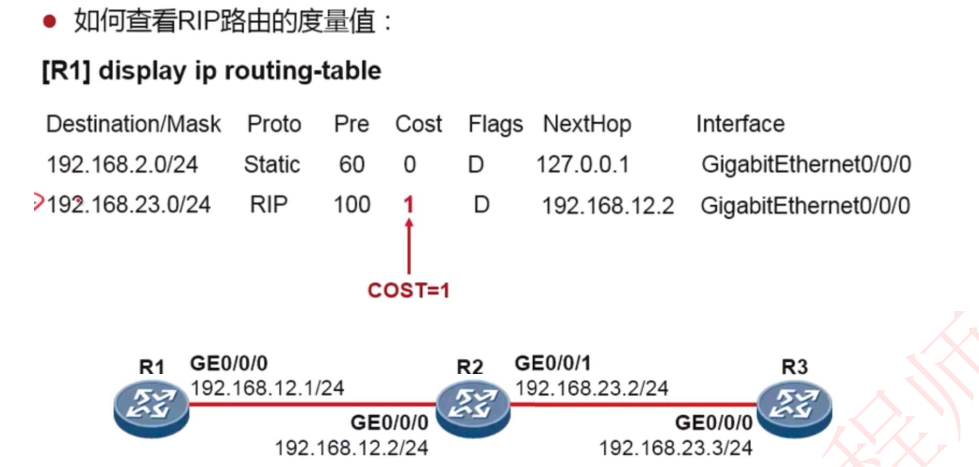 ● 如何查看RIP路由的度量值：
[R1] display ip routing-table
Destination/Mask Proto Pre Cost Flags NextHop Interface
192.168.2.0/24 Static 60 0 D 127.0.0.1 GigabitEthernet0/0/0
192.168.23.0/24 RIP 100 1 D 192.168.12.2 GigabitEthernet0/0/0
COST=1
R1 GE0/0/0 R2 GE0/0/1 R3
192.168.12.1/24 192.168.23.2/24
GE0/0/0 GE0/0/0
192.168.12.2/24 192.168.23.3/24
程师